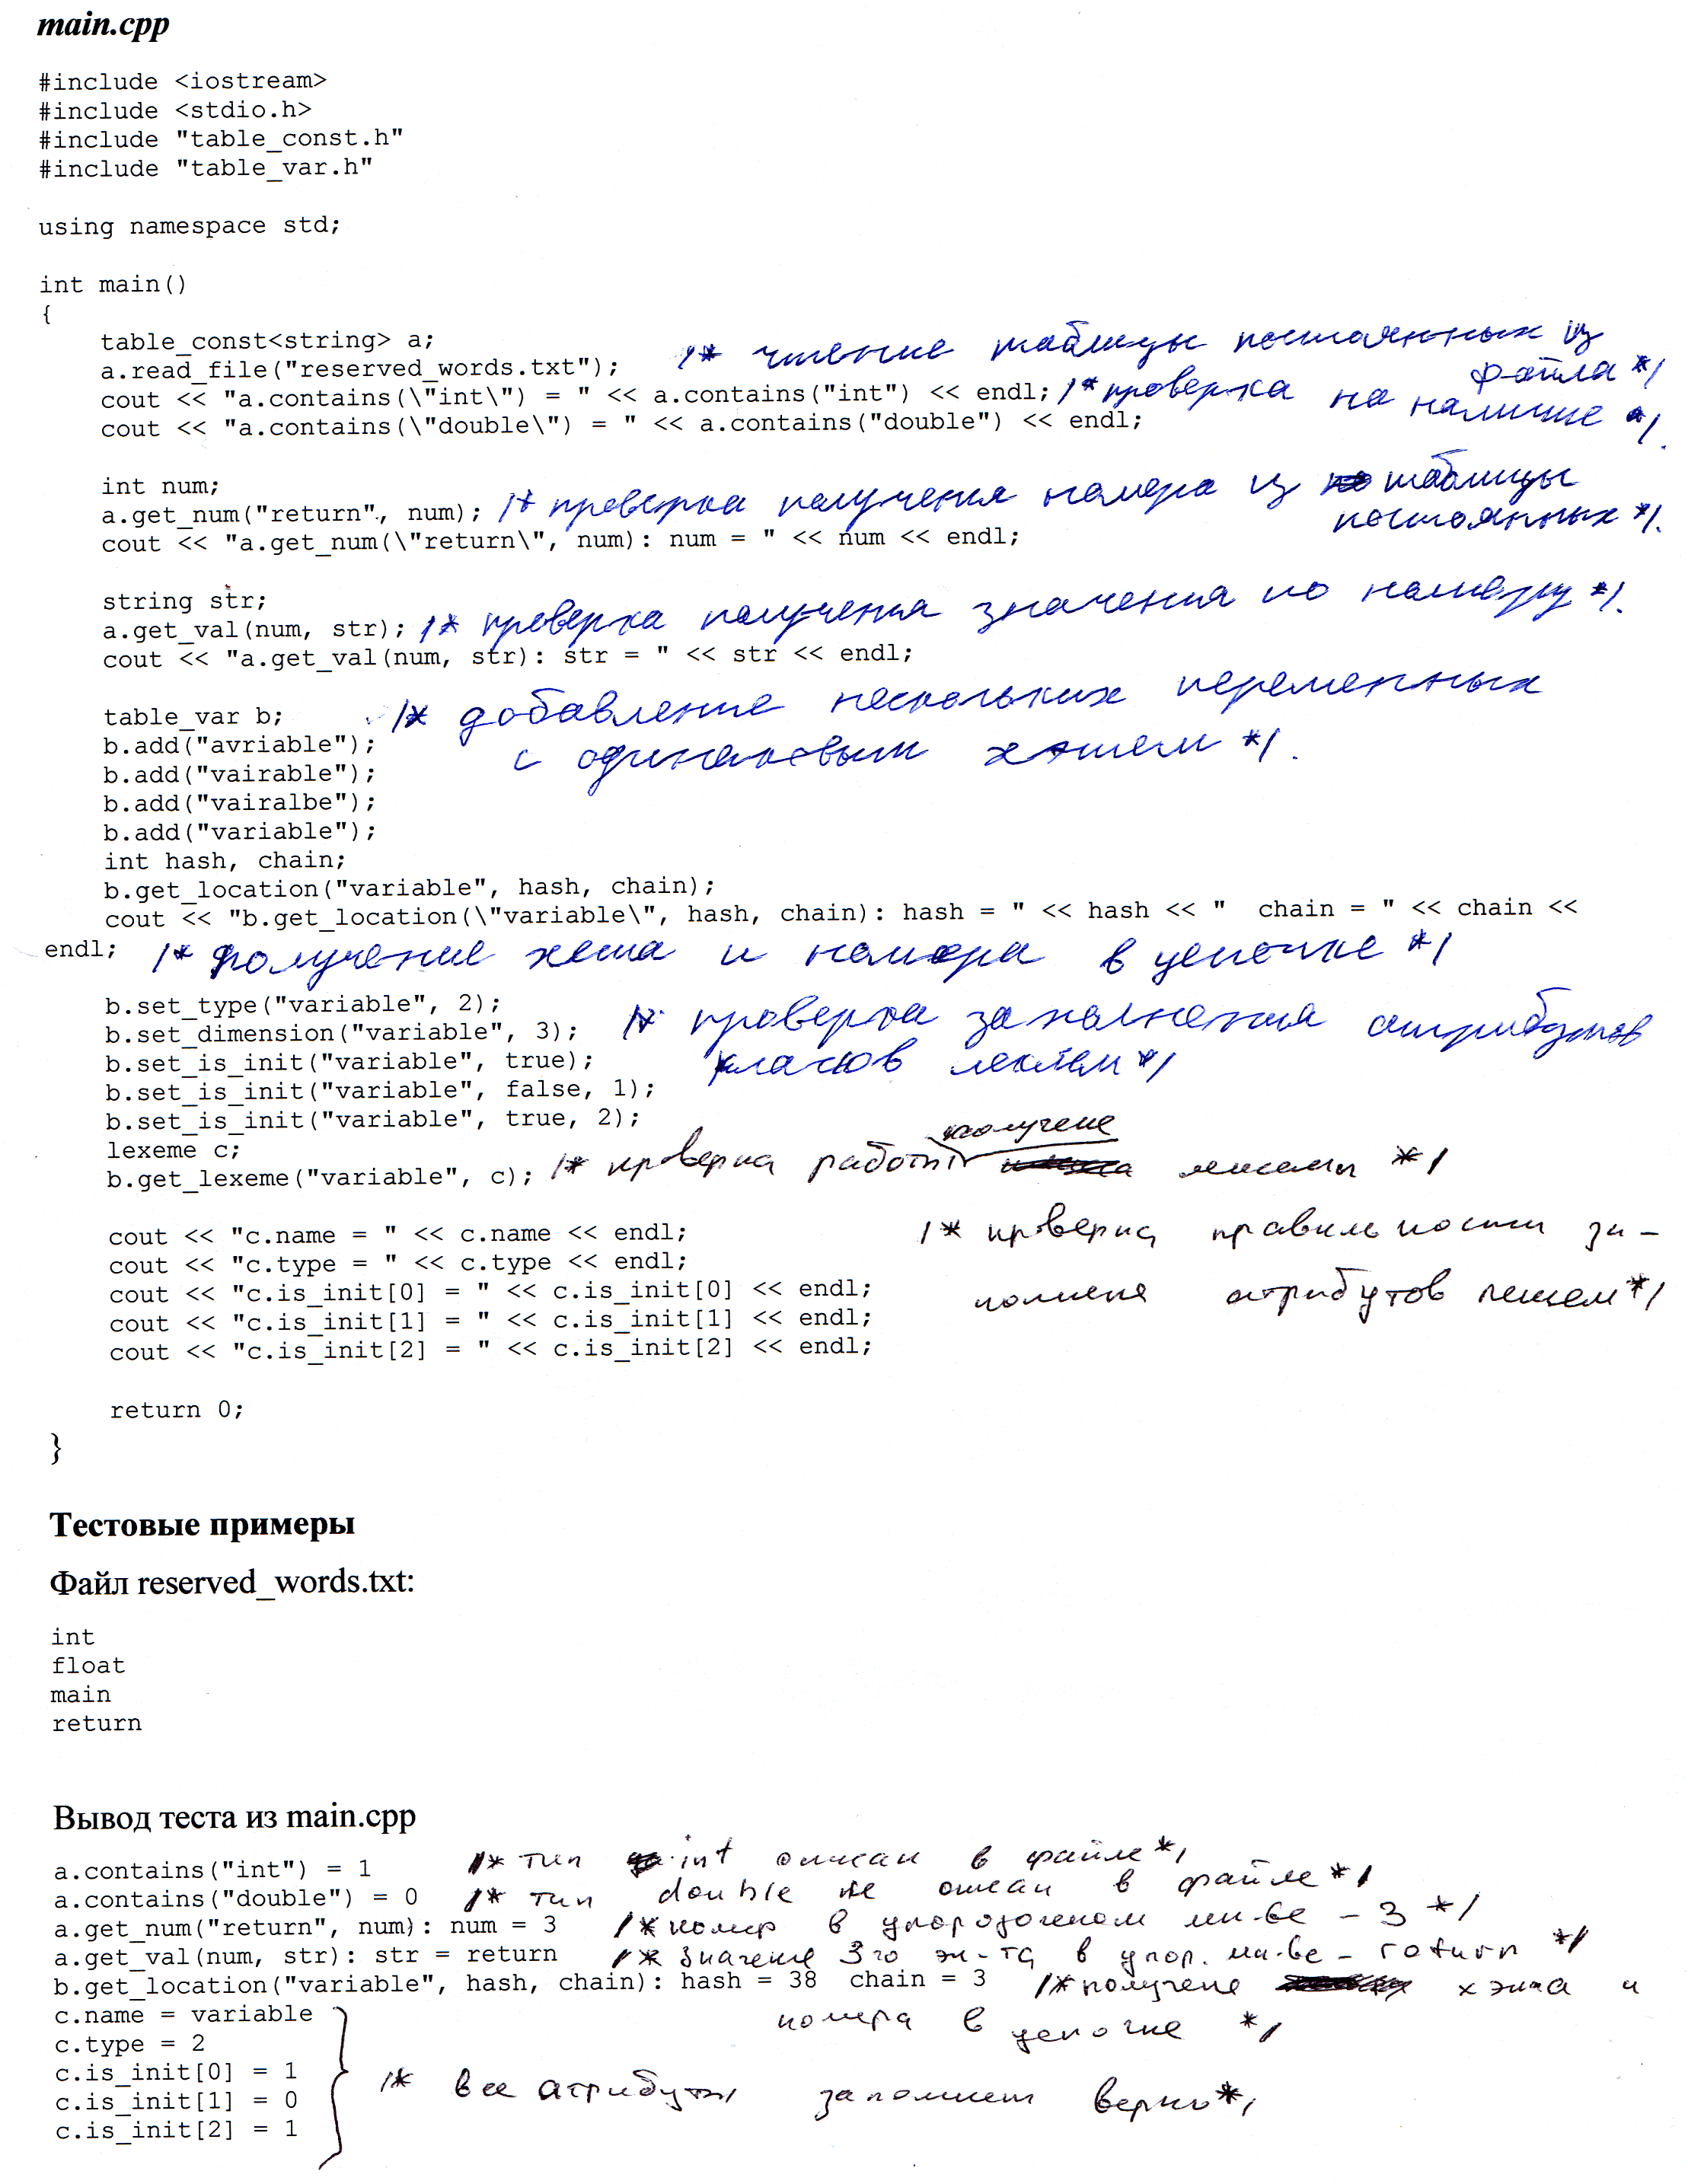 main.cpp
#include <iostream>
#include <stdio.h>
#include "table_const.h"
#include "table_var.h"
using namespace std;
int main()
{
table_const<string> a;
a.read_file("reserved_words.txt"); /* чтение таблицы постоянных из
файла */
cout << "a.contains(\"int\") = " << a.contains("int") << endl; /* проверка на наличие */.
cout << "a.contains(\"double\") = " << a.contains("double") << endl;
int num;
a.get_num("return", num); /* проверка получения номера из таблицы
постоянных */.
cout << "a.get_num(\"return\", num): num = " << num << endl;
string str;
a.get_val(num, str); /* проверка получения значения по номеру */.
cout << "a.get_val(num, str): str = " << str << endl;
table_var b; /* добавление нескольких переменных
b.add("avriable"); с одинаковым хэшем */.
b.add("vairable");
b.add("vairalbe");
b.add("variable");
int hash, chain;
b.get_location("variable", hash, chain);
cout << "b.get_location(\"variable\", hash, chain): hash = " << hash << "  chain = " << chain <<
endl; /* получение хеша и номера в цепочке */
b.set_type("variable", 2);
b.set_dimension("variable", 3); /* проверка заполнения атрибутов
b.set_is_init("variable", true); классов лексем */
b.set_is_init("variable", false, 1);
b.set_is_init("variable", true, 2);
lexeme c; получение
b.get_lexeme("variable", c); /* проверка работы лексемы */
cout << "c.name = " << c.name << endl; /* проверка правильности за-
cout << "c.type = " << c.type << endl;
cout << "c.is_init[0] = " << c.is_init[0] << endl; полнения атрибутов лексем */
cout << "c.is_init[1] = " << c.is_init[1] << endl;
cout << "c.is_init[2] = " << c.is_init[2] << endl;
return 0;
}
Тестовые примеры
Файл reserved_words.txt:
int
float
main
return
Вывод теста из main.cpp
a.contains("int") = 1 /* тип int описан в файле */
a.contains("double") = 0 /* тип double не описан в файле */
a.get_num("return", num): num = 3 /* номер в упорядоченом мн-ве - 3 */
a.get_val(num, str): str = return /* значение 3го эл-та в упор. мн-ве - return */
b.get_location("variable", hash, chain): hash = 38  chain = 3 /* получение хэша и
c.name = variable номера в цепочке */
c.type = 2
c.is_init[0] = 1
c.is_init[1] = 0 /* все атрибуты заполнены верно */
c.is_init[2] = 1